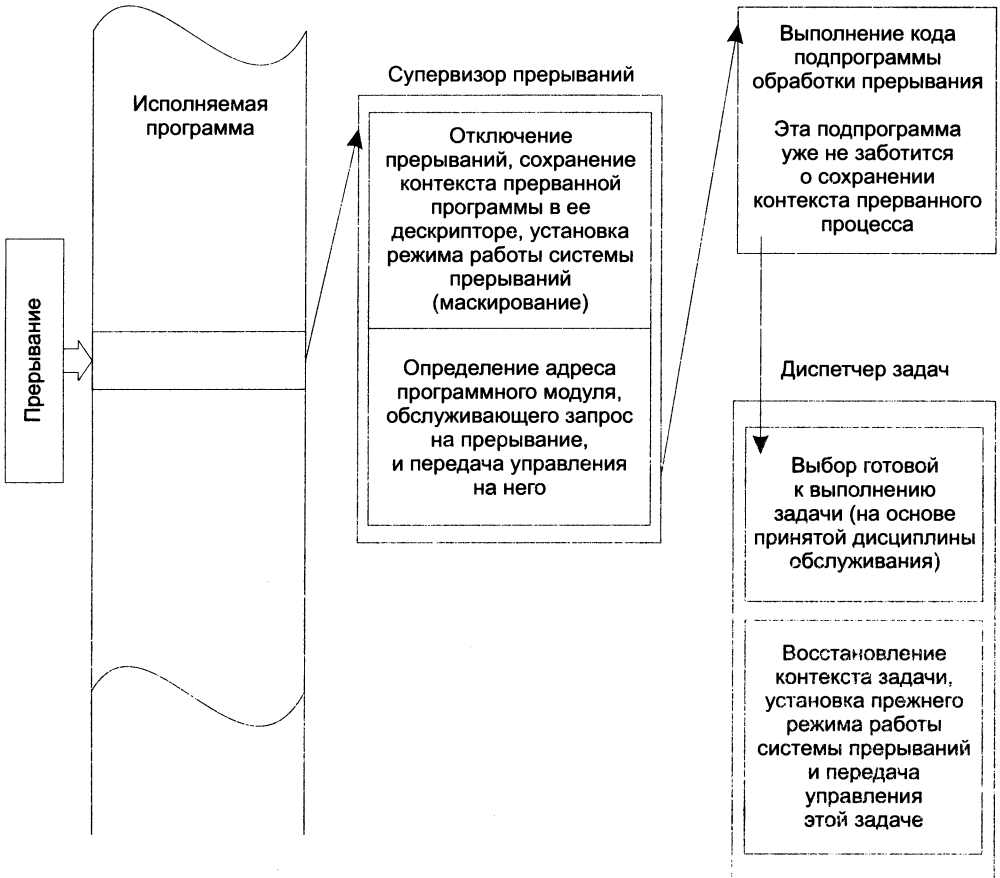 Прерывание
Исполняемая
программа
Супервизор прерываний
Отключение
прерываний, сохранение
контекста прерванной
программы в ее
дескрипторе, установка
режима работы системы
прерываний
(маскирование)
Определение адреса
программного модуля,
обслуживающего запрос
на прерывание,
и передача управления
на него
Выполнение кода
подпрограммы
обработки прерывания
Эта подпрограмма
уже не заботится
о сохранении
контекста прерванного
процесса
Диспетчер задач
Выбор готовой
к выполнению
задачи (на основе
принятой дисциплины
обслуживания)
Восстановление
контекста задачи,
установка прежнего
режима работы
системы прерываний
и передача
управления
этой задаче